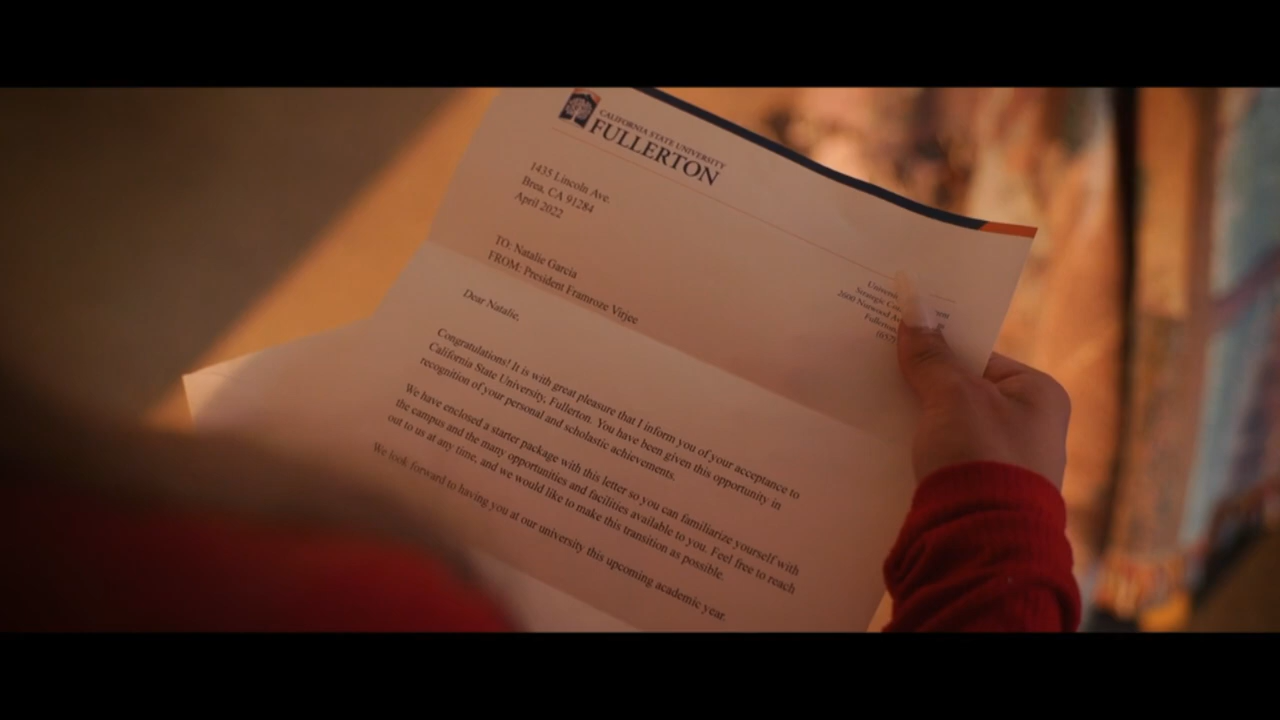 CALIFORNIA STATE UNIVERSITY
FULLERTON
1435 Lincoln Ave.
Brea, CA 91284
April 2022
TO: Natalie Garcia
FROM: President Framroze Virjee
Strategic
2600
Fullerton
(657)
Dear Natalie,
Congratulations! It is with great pleasure that I inform you of your acceptance to
California State University, Fullerton. You have been given this opportunity in
recognition of your personal and scholastic achievements.
We have enclosed a starter package with this letter so you can familiarize yourself with
the campus and the many opportunities and facilities available to you. Feel free to reach
out to us at any time, and we would like to make this transition as possible.
We look forward to having you at our university this upcoming academic year.